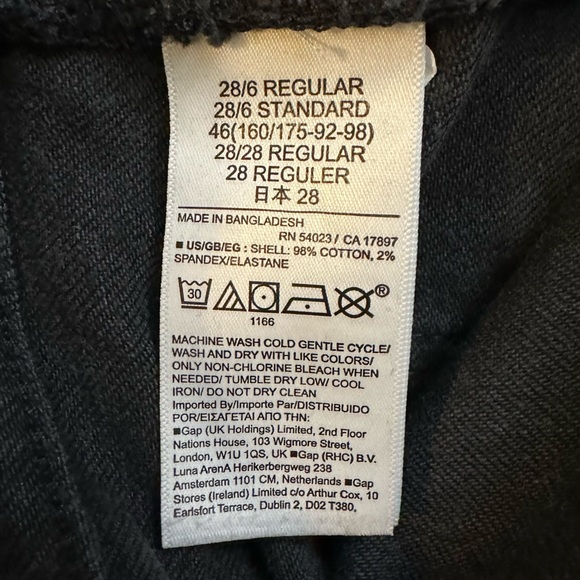 28/6 REGULAR
28/6 STANDARD
46(160/175-92-98)
28/28 REGULAR
28 REGULER
日本 28
MADE IN BANGLADESH
RN 54023 / CA 17897
■ US/GB/EG : SHELL: 98% COTTON, 2%
SPANDEX/ELASTANE
30
®
1166
MACHINE WASH COLD GENTLE CYCLE/
WASH AND DRY WITH LIKE COLORS/
ONLY NON-CHLORINE BLEACH WHEN
NEEDED/ TUMBLE DRY LOW/ COOL
IRON/ DO NOT DRY CLEAN
Imported By/Importe Par/DISTRIBUIDO
POR/ΕΙΣΑΓΕΤΑΙ ΑΠΟ ΤΗΝ:
■Gap (UK Holdings) Limited, 2nd Floor
Nations House, 103 Wigmore Street,
London, W1U 1QS, UK ■Gap (RHC) B.V.
Luna ArenA Herikerbergweg 238
Amsterdam 1101 CM, Netherlands ■Gap
Stores (Ireland) Limited c/o Arthur Cox, 10
Earlsfort Terrace, Dublin 2, D02 T380,